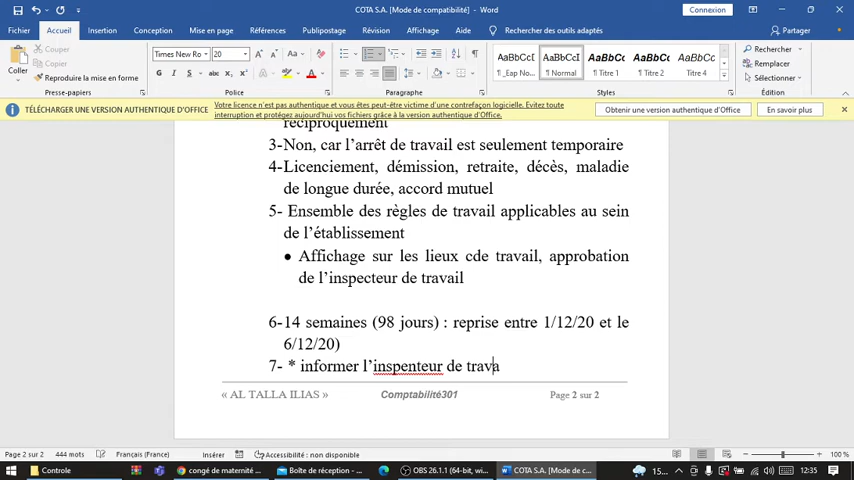 COTA S.A. [Mode de compatibilité] - Word
Connexion
Fichier Accueil Insertion Conception Mise en page Références Publipostage Révision Affichage Aide Rechercher des outils adaptés Partager
Couper
Copier
Reproduire la mise en forme
Coller
Times New Ro 20
G I S
AaBbCcI AaBbCcI AaBbCc AaBbCc AaBbCcI
¶ _Eap No... ¶ Normal ¶ Titre 1 ¶ Titre 2 ¶ Titre 4
Rechercher
Remplacer
Sélectionner
Presse-papiers Police Paragraphe Styles Édition
TÉLÉCHARGER UNE VERSION AUTHENTIQUE D'OFFICE Votre licence n'est pas authentique et vous êtes peut-être victime d'une contrefaçon logicielle. Évitez toute
interruption et protégez aujourd'hui vos fichiers grâce à la version authentique d'Office.
Obtenir une version authentique d'Office En savoir plus
réciproquement
3-Non, car l'arrêt de travail est seulement temporaire
4-Licenciement, démission, retraite, décès, maladie
de longue durée, accord mutuel
5- Ensemble des règles de travail applicables au sein
de l'établissement
• Affichage sur les lieux cde travail, approbation
de l'inspecteur de travail
6-14 semaines (98 jours) : reprise entre 1/12/20 et le
6/12/20)
7- * informer l'inspenteur de trava
« AL TALLA ILIAS » Comptabilité301 Page 2 sur 2
Page 2 sur 2 444 mots Français (France) Insérer Accessibilité : non disponible 100 %
Controle congé de maternité ... Boîte de réception - ... OBS 26.1.1 (64-bit, wi... COTA S.A. [Mode de c... 15... 12:35